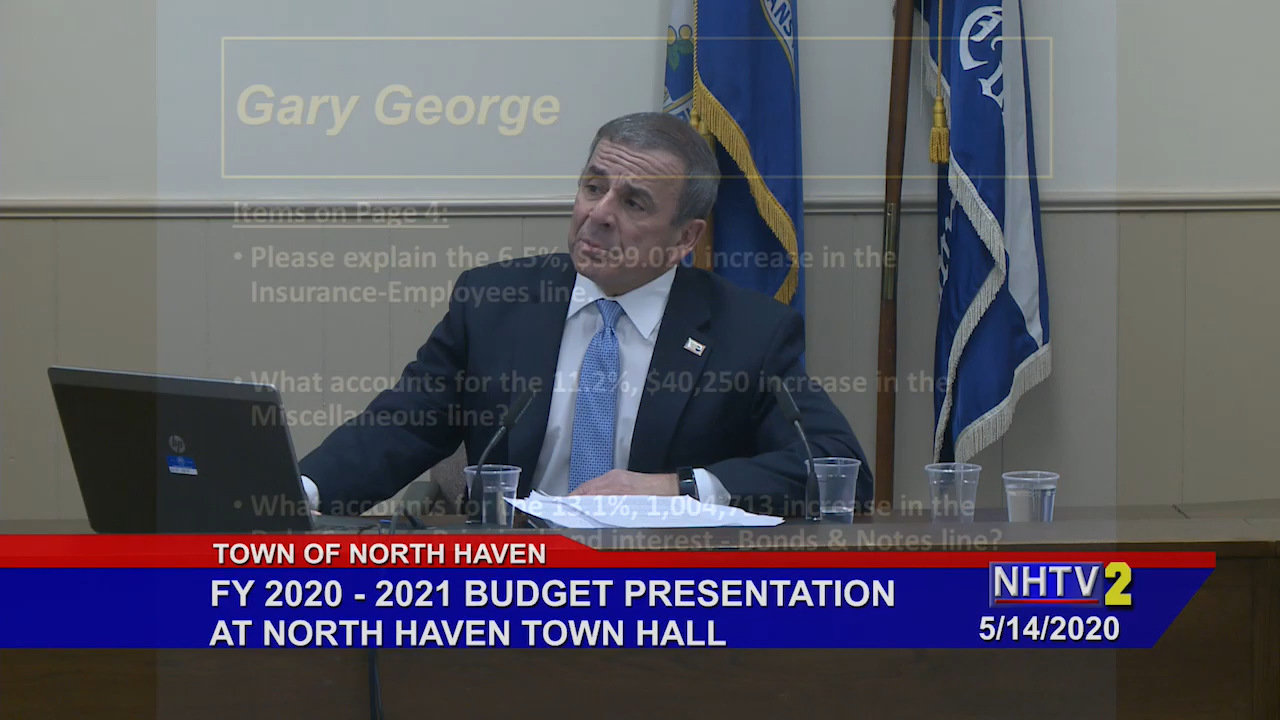 Gary George
Items on Page 4:
• Please explain the 6.5%, increase in the
Insurance-Employees line.
• What accounts for the 11.2%, $40,250 increase in the
Miscellaneous line?
• What accounts for the 13.1%, 1,004,713 increase in the
and interest - Bonds & Notes line?
hp
TOWN OF NORTH HAVEN
FY 2020 - 2021 BUDGET PRESENTATION
AT NORTH HAVEN TOWN HALL
NHTV2
5/14/2020